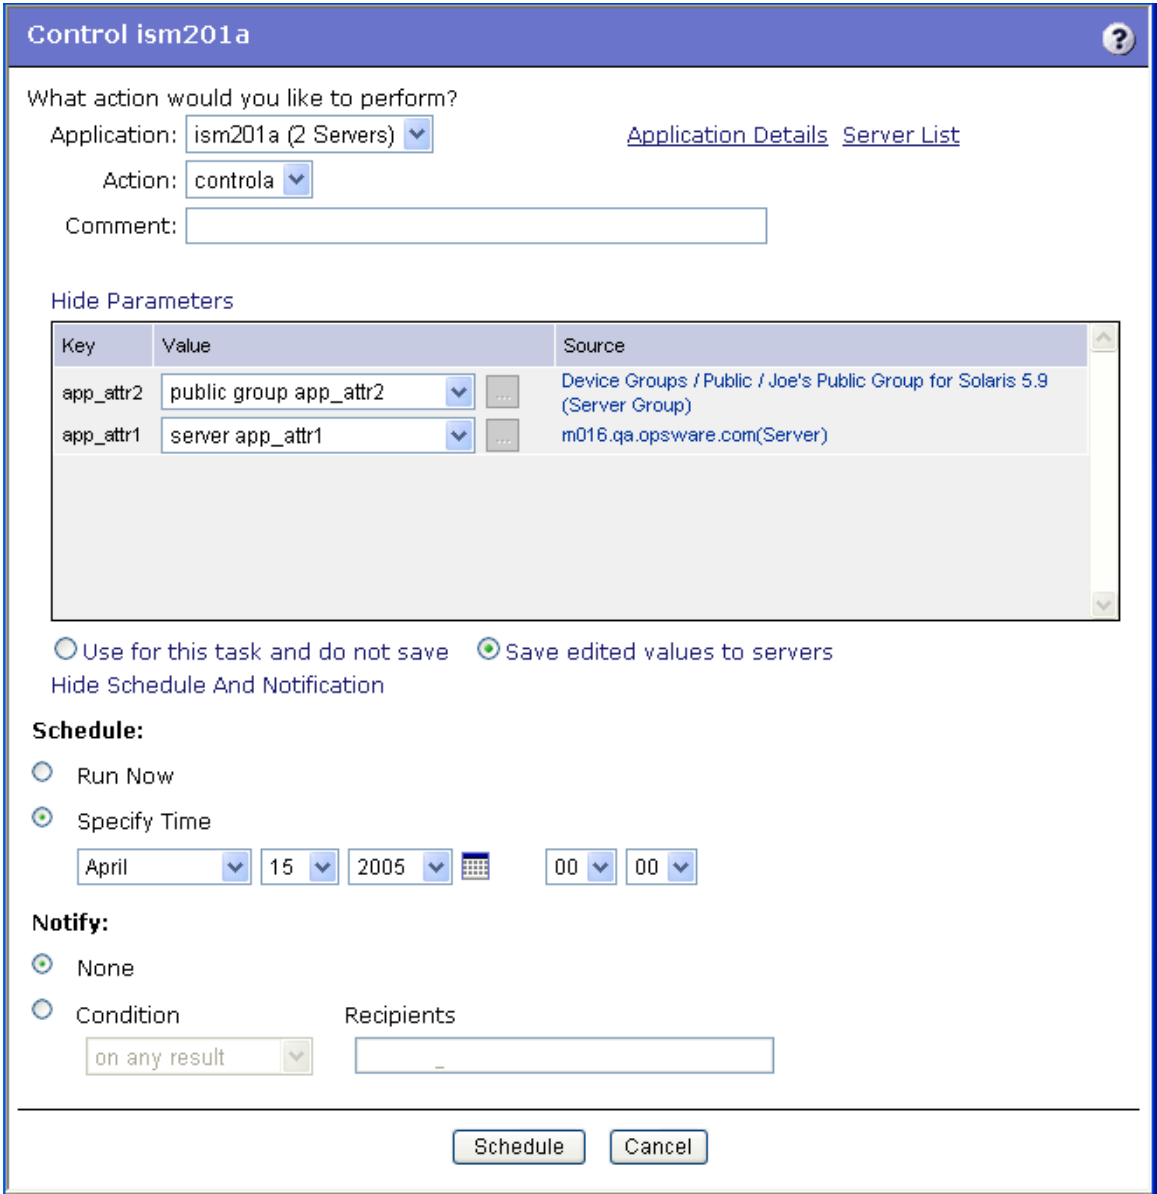 Control ism201a
?
What action would you like to perform?
Application: ism201a (2 Servers) Application Details Server List
Action: controla
Comment:
Hide Parameters
Key Value Source
app_attr2 public group app_attr2 ... Device Groups / Public / Joe's Public Group for Solaris 5.9
(Server Group)
app_attr1 server app_attr1 ... m016.qa.opsware.com(Server)
Use for this task and do not save Save edited values to servers
Hide Schedule And Notification
Schedule:
Run Now
Specify Time
April 15 2005 00 00
Notify:
None
Condition Recipients
on any result _
Schedule Cancel